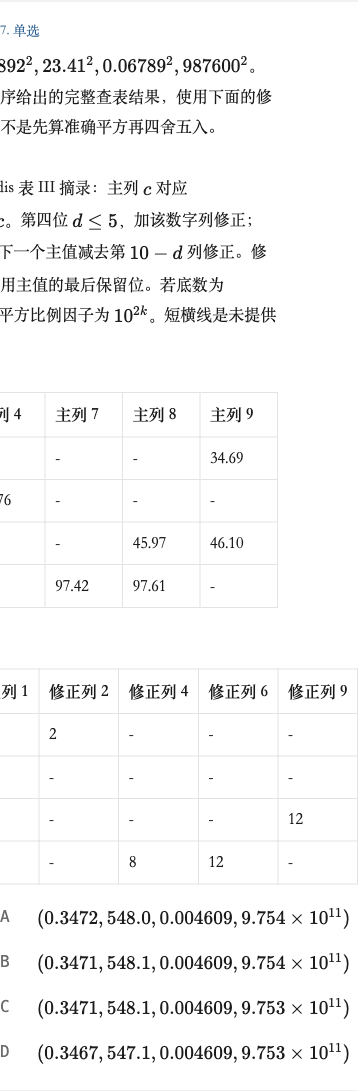 7. 单选
892², 23.41², 0.06789², 987600²。
序给出的完整查表结果，使用下面的修
不是先算准确平方再四舍五入。
dis 表 III 摘录：主列 c 对应
c。第四位 d ≤ 5，加该数字列修正；
下一个主值减去第 10 − d 列修正。修
用主值的最后保留位。若底数为
平方比例因子为 10²ᵏ。短横线是未提供
列 4 主列 7 主列 8 主列 9
- - 34.69
76 - - -
- 45.97 46.10
97.42 97.61 -
列 1 修正列 2 修正列 4 修正列 6 修正列 9
2 - - -
- - - -
- - - 12
- 8 12 -
A (0.3472, 548.0, 0.004609, 9.754 × 10¹¹)
B (0.3471, 548.1, 0.004609, 9.754 × 10¹¹)
C (0.3471, 548.1, 0.004609, 9.753 × 10¹¹)
D (0.3467, 547.1, 0.004609, 9.753 × 10¹¹)